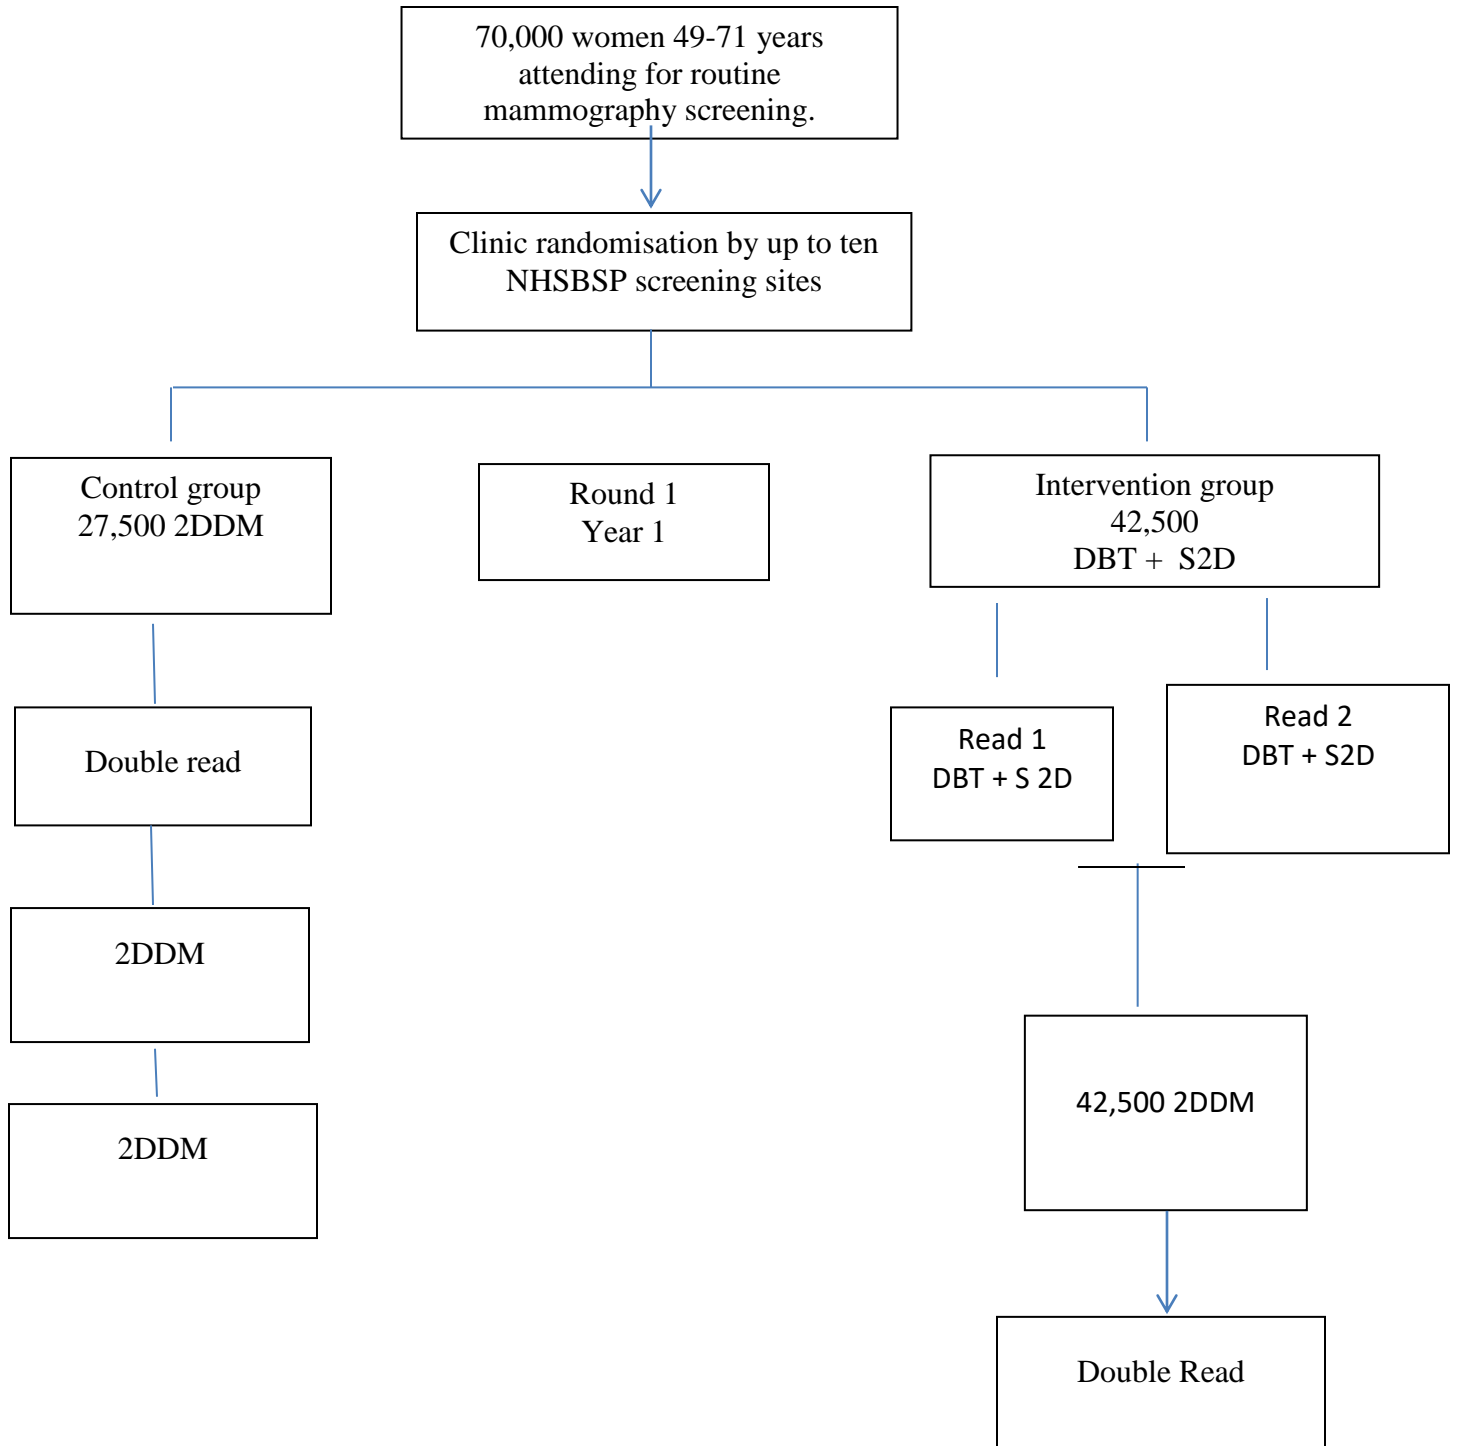 70,000 women 49-71 years
attending for routine
mammography screening.
Clinic randomisation by up to ten
NHSBSP screening sites
Control group
27,500 2DDM
Round 1
Year 1
Intervention group
42,500
DBT + S2D
Double read
Read 1
DBT + S 2D
Read 2
DBT + S2D
2DDM
2DDM
42,500 2DDM
Double Read